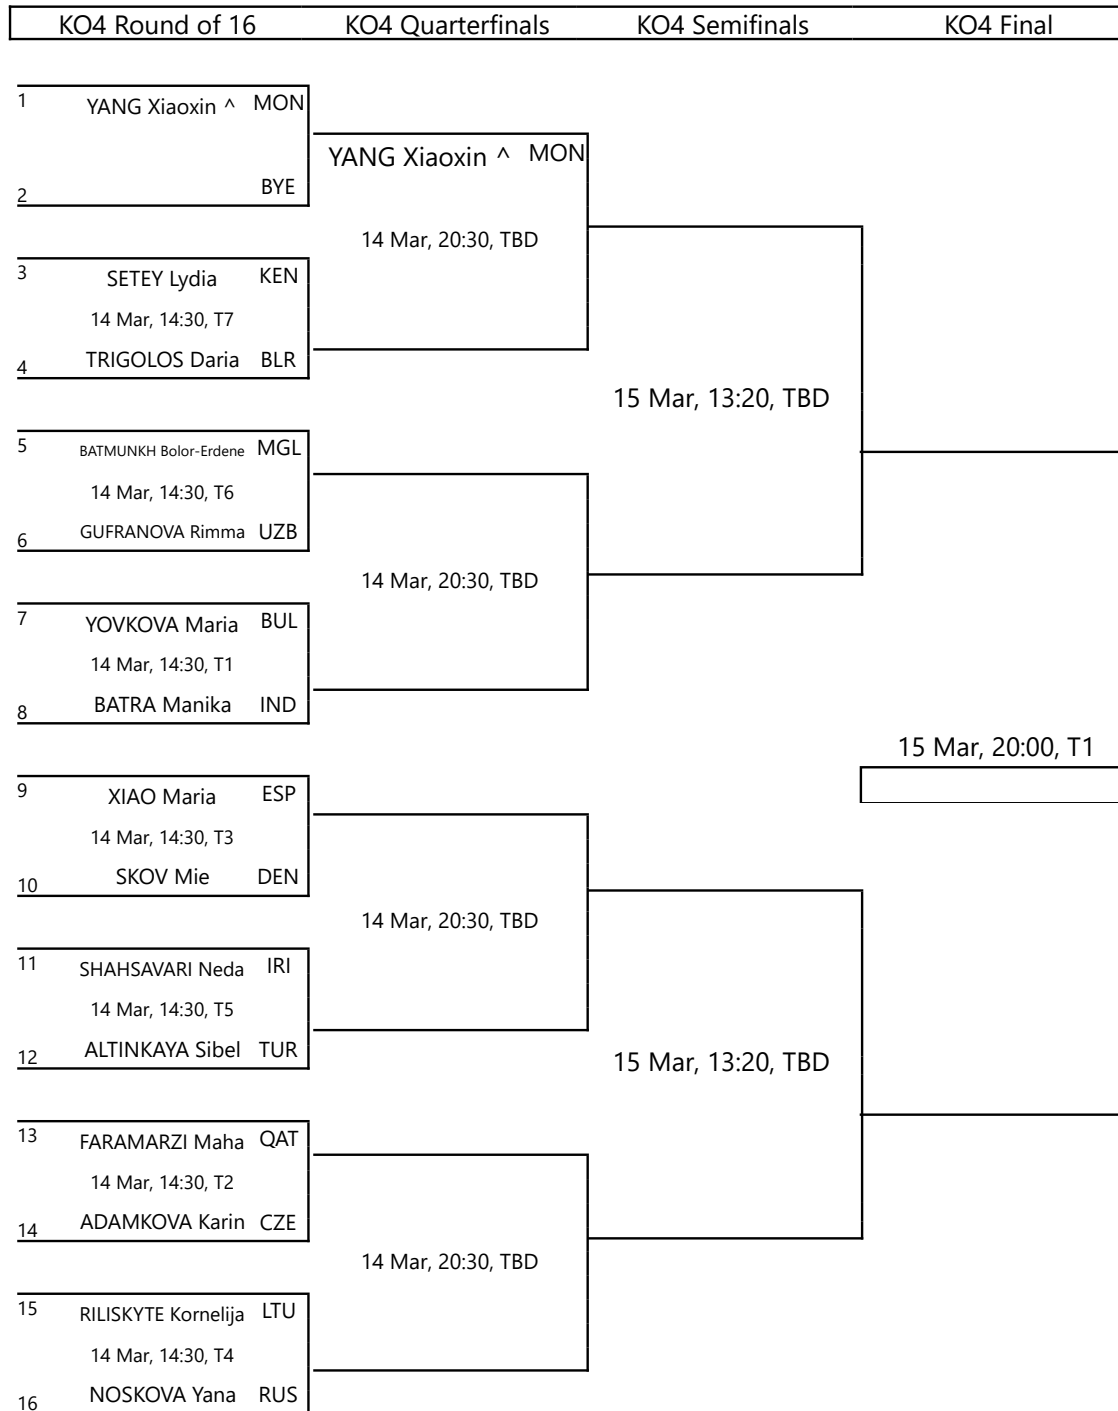 KO4 Round of 16 KO4 Quarterfinals KO4 Semifinals KO4 Final
1 YANG Xiaoxin ^ MON
2 BYE
YANG Xiaoxin ^ MON
14 Mar, 20:30, TBD
3 SETEY Lydia KEN
14 Mar, 14:30, T7
4 TRIGOLOS Daria BLR
15 Mar, 13:20, TBD
5 BATMUNKH Bolor-Erdene MGL
14 Mar, 14:30, T6
6 GUFRANOVA Rimma UZB
14 Mar, 20:30, TBD
7 YOVKOVA Maria BUL
14 Mar, 14:30, T1
8 BATRA Manika IND
15 Mar, 20:00, T1
9 XIAO Maria ESP
14 Mar, 14:30, T3
10 SKOV Mie DEN
14 Mar, 20:30, TBD
11 SHAHSAVARI Neda IRI
14 Mar, 14:30, T5
12 ALTINKAYA Sibel TUR
15 Mar, 13:20, TBD
13 FARAMARZI Maha QAT
14 Mar, 14:30, T2
14 ADAMKOVA Karin CZE
14 Mar, 20:30, TBD
15 RILISKYTE Kornelija LTU
14 Mar, 14:30, T4
16 NOSKOVA Yana RUS